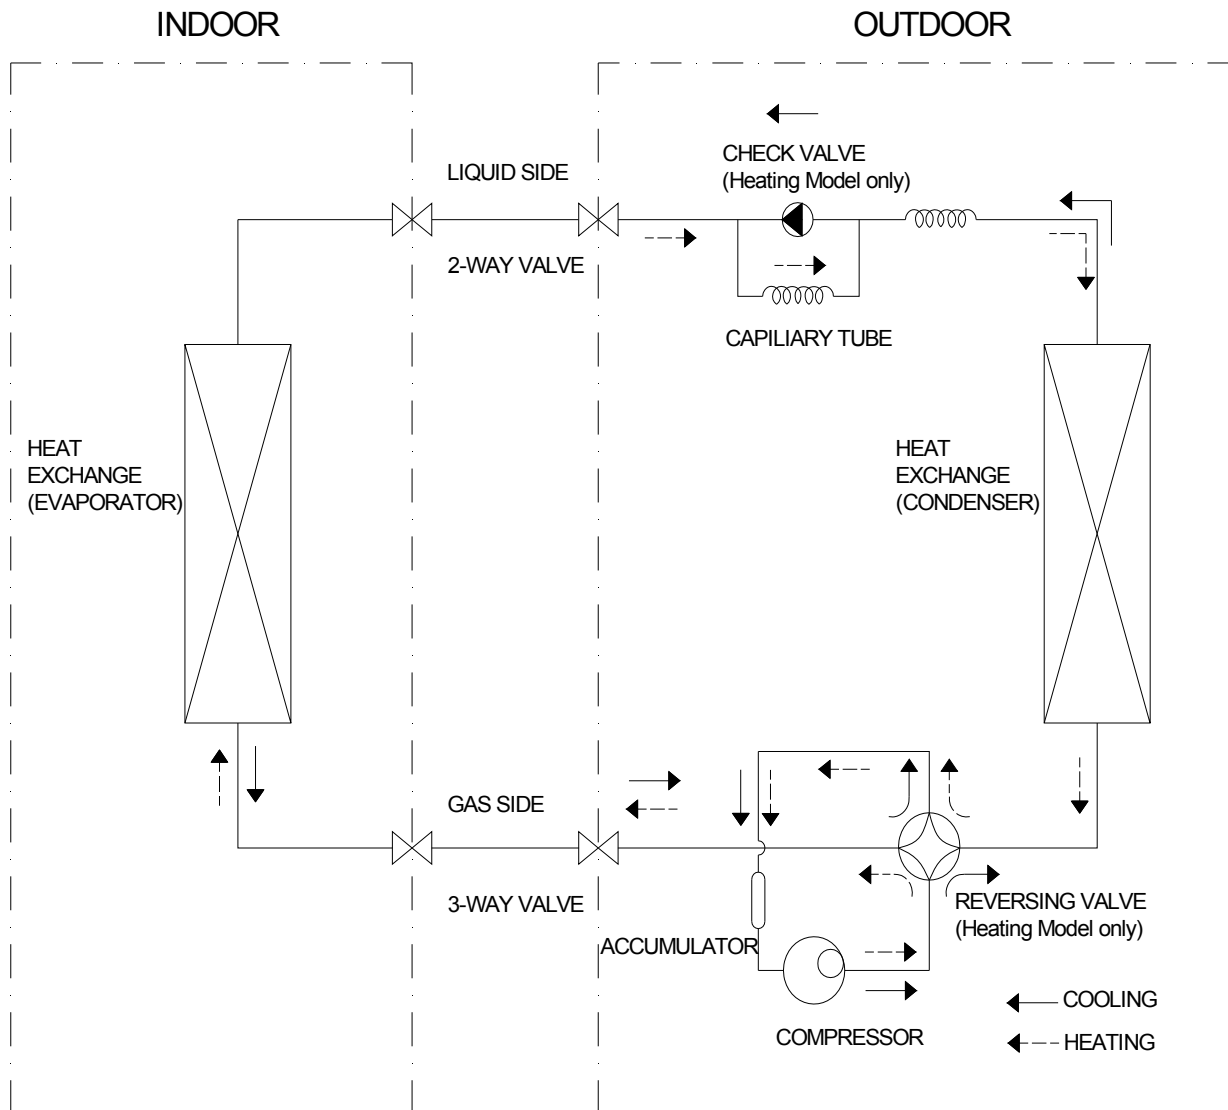 INDOOR
OUTDOOR
CHECK VALVE
(Heating Model only)
LIQUID SIDE
2-WAY VALVE
CAPILIARY TUBE
HEAT
EXCHANGE
(EVAPORATOR)
HEAT
EXCHANGE
(CONDENSER)
GAS SIDE
3-WAY VALVE
REVERSING VALVE
(Heating Model only)
ACCUMULATOR
COMPRESSOR
COOLING
HEATING